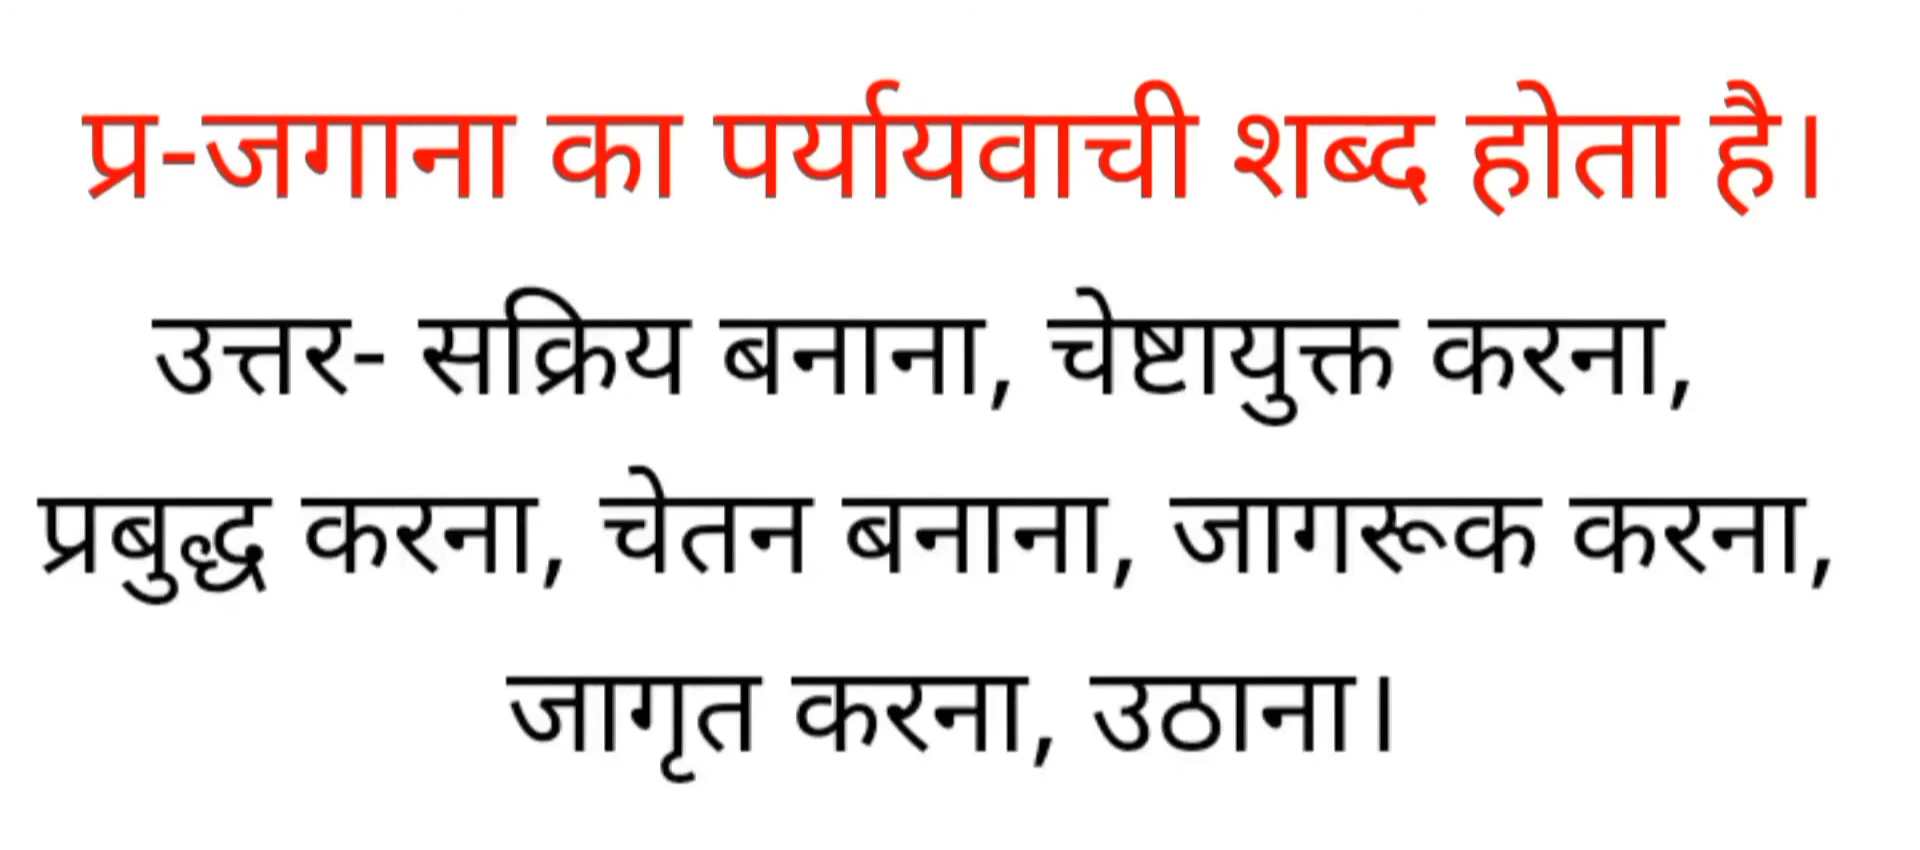 प्र-जगाना का पर्यायवाची शब्द होता है।
उत्तर- सक्रिय बनाना, चेष्टायुक्त करना,
प्रबुद्ध करना, चेतन बनाना, जागरूक करना,
जागृत करना, उठाना।